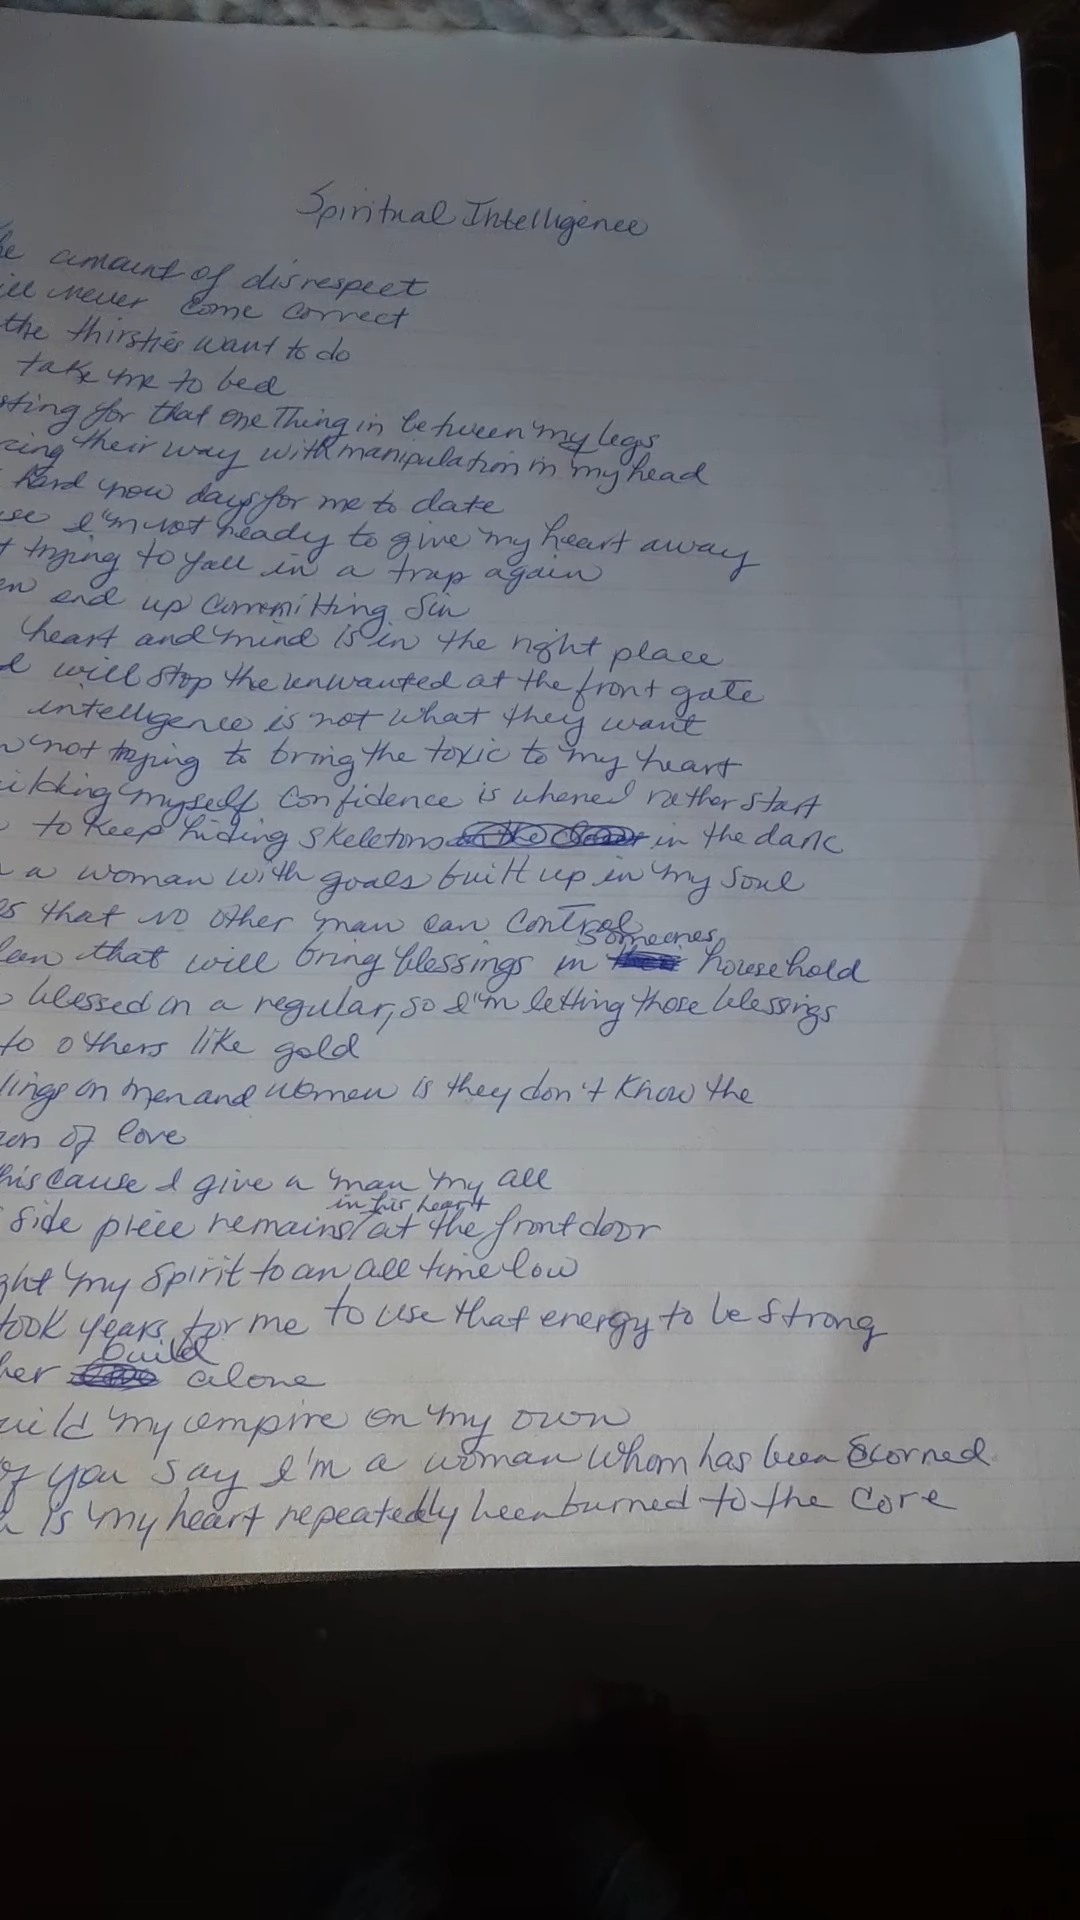 Spiritual Intelligence
amount of disrespect
never come correct
the thirsties want to do
take me to bed
for that one Thing in between my legs
their way with manipulation in my head
hard now days for me to date
I'm not ready to give my heart away
trying to fall in a trap again
end up committing Sin
heart and mind is in the right place
will stop the unwanted at the front gate
intelligence is not what they want
not trying to bring the toxic to my heart
myself confidence is where I rather start
to keep hiding skeletons in the dark
a woman with goals built up in my soul
that no other man can control
that will bring blessings in someones household
blessed on a regular, so I'm letting those blessings
to others like gold
on men and women is they don't know the
of love
cause I give a man my all
side piece remains in his heart at the front door
my spirit to an all time low
took years for me to use that energy to be strong
build alone
my empire on my own
you say I'm a woman whom has been scorned
is my heart repeatedly been burned to the core